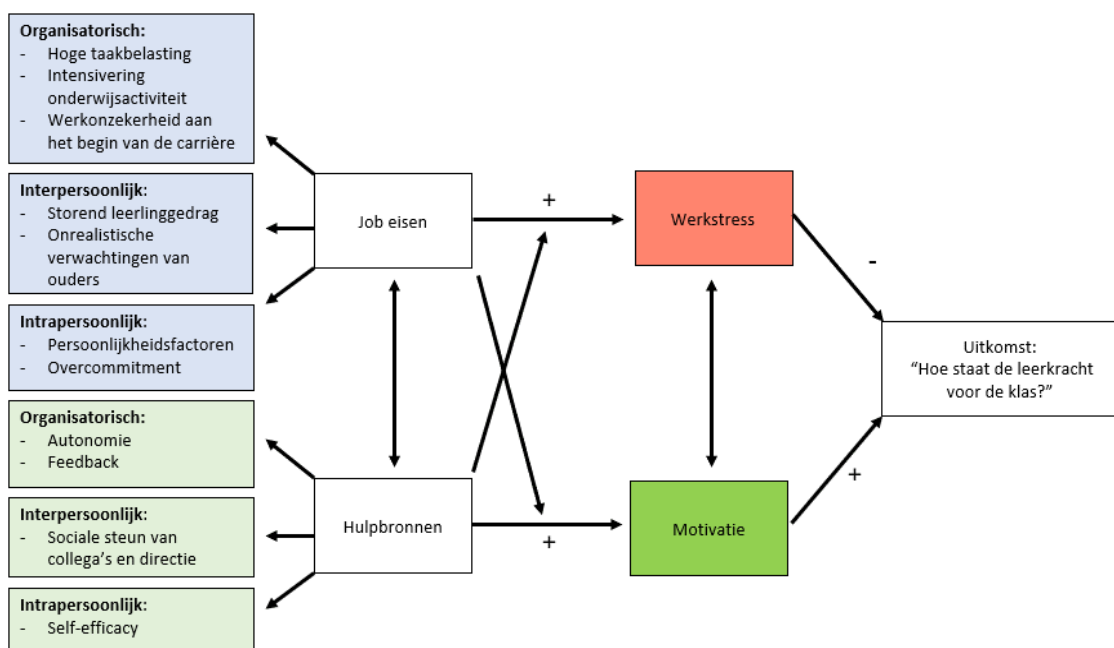 Organisatorisch:
- Hoge taakbelasting
- Intensivering
onderwijsactiviteit
- Werkonzekerheid aan
het begin van de carrière
Interpersoonlijk:
- Storend leerlinggedrag
- Onrealistische
verwachtingen van
ouders
Intrapersoonlijk:
- Persoonlijkheidsfactoren
- Overcommitment
Organisatorisch:
- Autonomie
- Feedback
Interpersoonlijk:
- Sociale steun van
collega's en directie
Intrapersoonlijk:
- Self-efficacy
Job eisen
Hulpbronnen
+
+
Werkstress
Motivatie
-
+
Uitkomst:
“Hoe staat de leerkracht
voor de klas?”